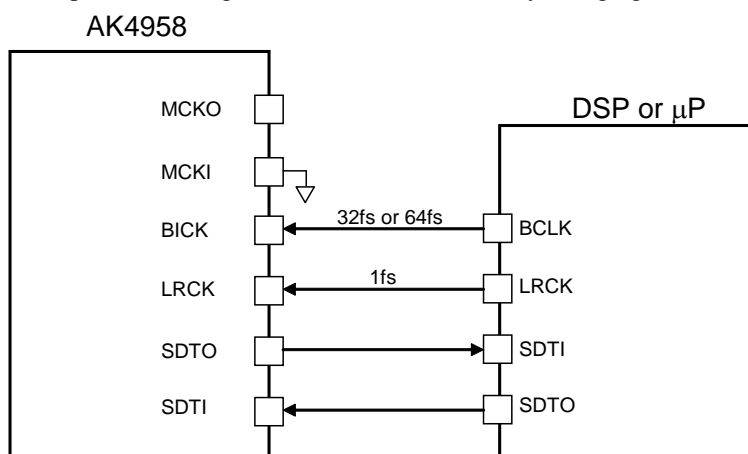 AK4958
DSP or μP
MCKO
MCKI
BICK
32fs or 64fs
BCLK
LRCK
1fs
LRCK
SDTO
SDTI
SDTI
SDTO